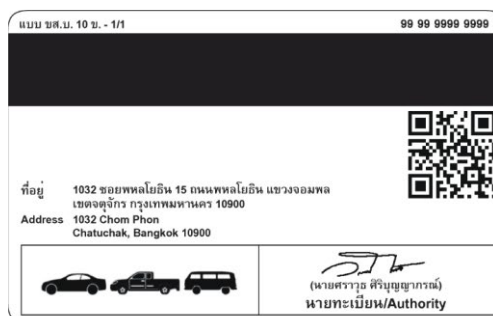 แบบ ขส.บ. 10 ข. - 1/1
99 99 9999 9999
ที่อยู่ 1032 ซอยพหลโยธิน 15 ถนนพหลโยธิน แขวงจอมพล
เขตจตุจักร กรุงเทพมหานคร 10900
Address 1032 Chom Phon
Chatuchak, Bangkok 10900
(นายศราวุธ ศิริบุญญากรณ์)
นายทะเบียน/Authority